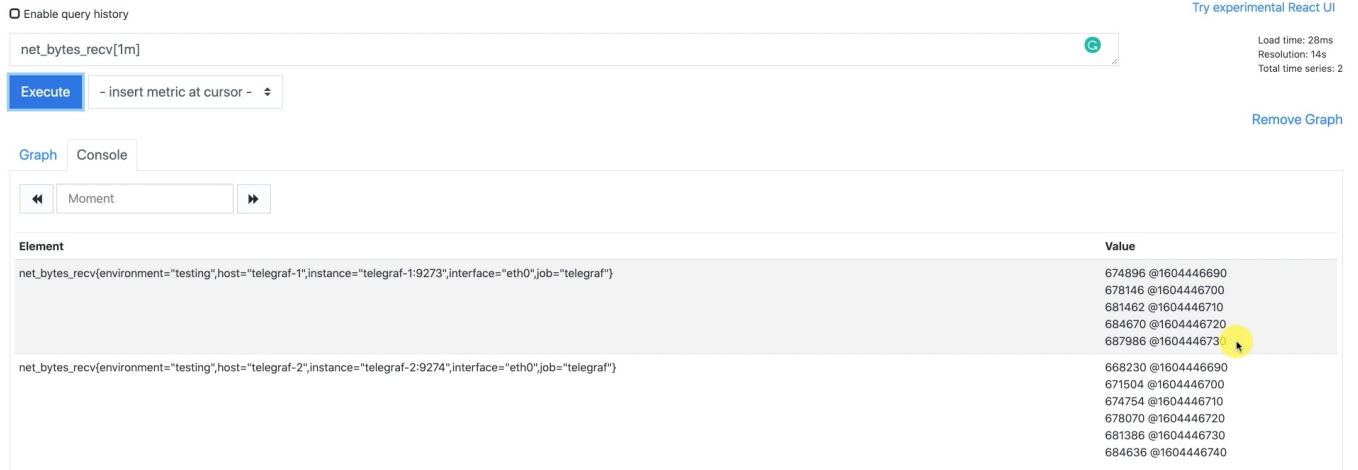 Enable query history
Try experimental React UI
net_bytes_recv[1m]
Load time: 28ms
Resolution: 14s
Total time series: 2
Execute
- insert metric at cursor -
Remove Graph
Graph
Console
Moment
Element
Value
net_bytes_recv{environment="testing",host="telegraf-1",instance="telegraf-1:9273",interface="eth0",job="telegraf"}
674896 @1604446690
678146 @1604446700
681462 @1604446710
684670 @1604446720
687986 @1604446730
net_bytes_recv{environment="testing",host="telegraf-2",instance="telegraf-2:9274",interface="eth0",job="telegraf"}
668230 @1604446690
671504 @1604446700
674754 @1604446710
678070 @1604446720
681386 @1604446730
684636 @1604446740